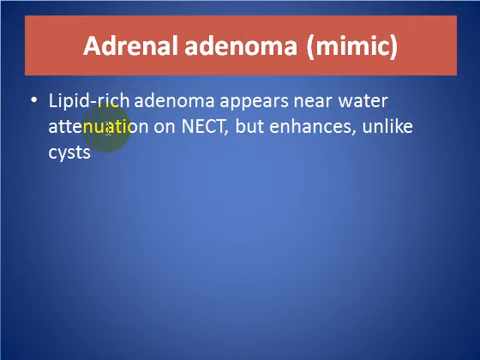 Adrenal adenoma (mimic)
• Lipid-rich adenoma appears near water
attenuation on NECT, but enhances, unlike
cysts